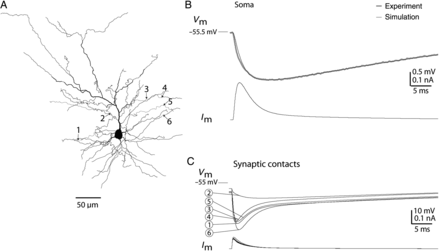 A
1
2
3
4
5
6
50 µm
B
Soma
Experiment
Simulation
Vm
–55.5 mV
0.5 mV
0.1 nA
5 ms
Im
C
Synaptic contacts
Vm
–55 mV
2
5
3
4
1
6
10 mV
0.1 nA
5 ms
Im